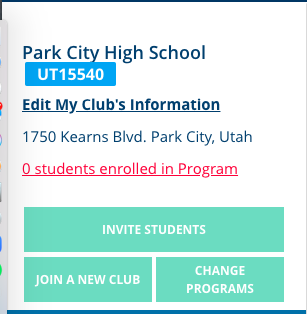 Park City High School
UT15540
Edit My Club's Information
1750 Kearns Blvd. Park City, Utah
0 students enrolled in Program
INVITE STUDENTS
JOIN A NEW CLUB
CHANGE
PROGRAMS